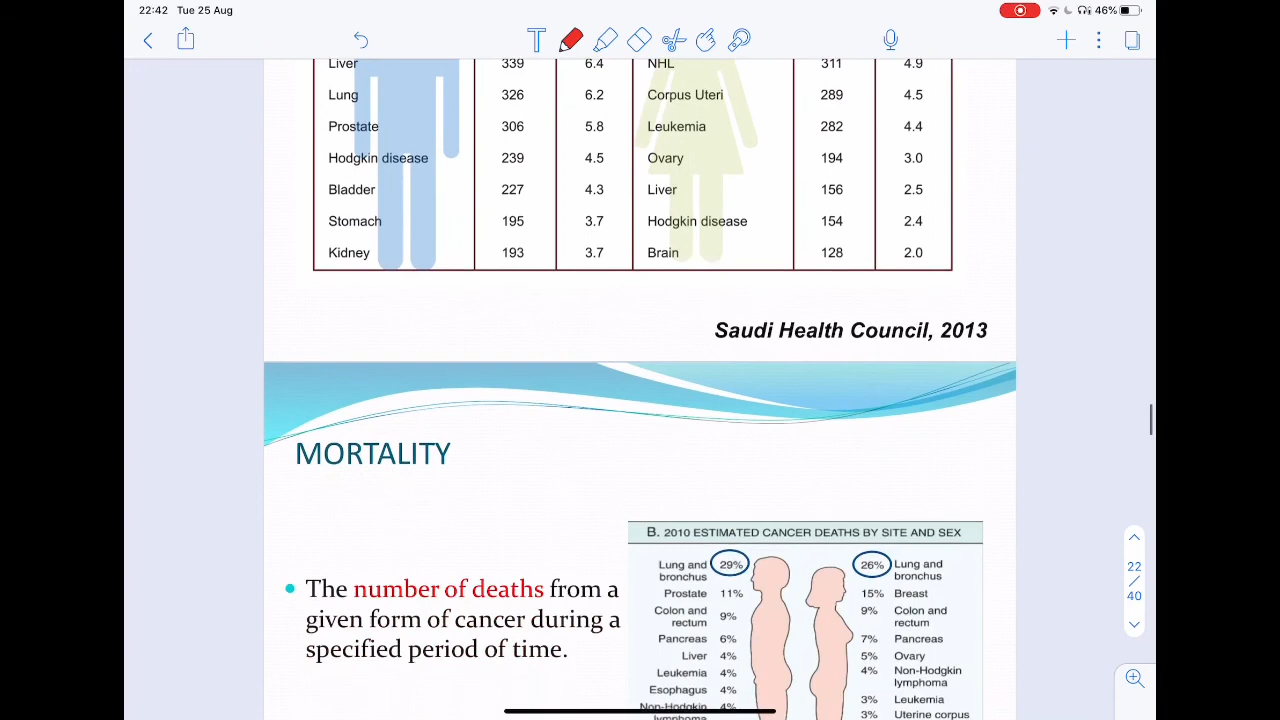 22:42 Tue 25 Aug
46%
T
Liver 339 6.4 NHL 311 4.9
Lung 326 6.2 Corpus Uteri 289 4.5
Prostate 306 5.8 Leukemia 282 4.4
Hodgkin disease 239 4.5 Ovary 194 3.0
Bladder 227 4.3 Liver 156 2.5
Stomach 195 3.7 Hodgkin disease 154 2.4
Kidney 193 3.7 Brain 128 2.0
Saudi Health Council, 2013
MORTALITY
The number of deaths from a
given form of cancer during a
specified period of time.
B. 2010 ESTIMATED CANCER DEATHS BY SITE AND SEX
Lung and
bronchus 29%
Prostate 11%
Colon and
rectum 9%
Pancreas 6%
Liver 4%
Leukemia 4%
Esophagus 4%
Non-Hodgkin
lymphoma 4%
26% Lung and
bronchus
15% Breast
9% Colon and
rectum
7% Pancreas
5% Ovary
4% Non-Hodgkin
lymphoma
3% Leukemia
3% Uterine corpus
22
/
40